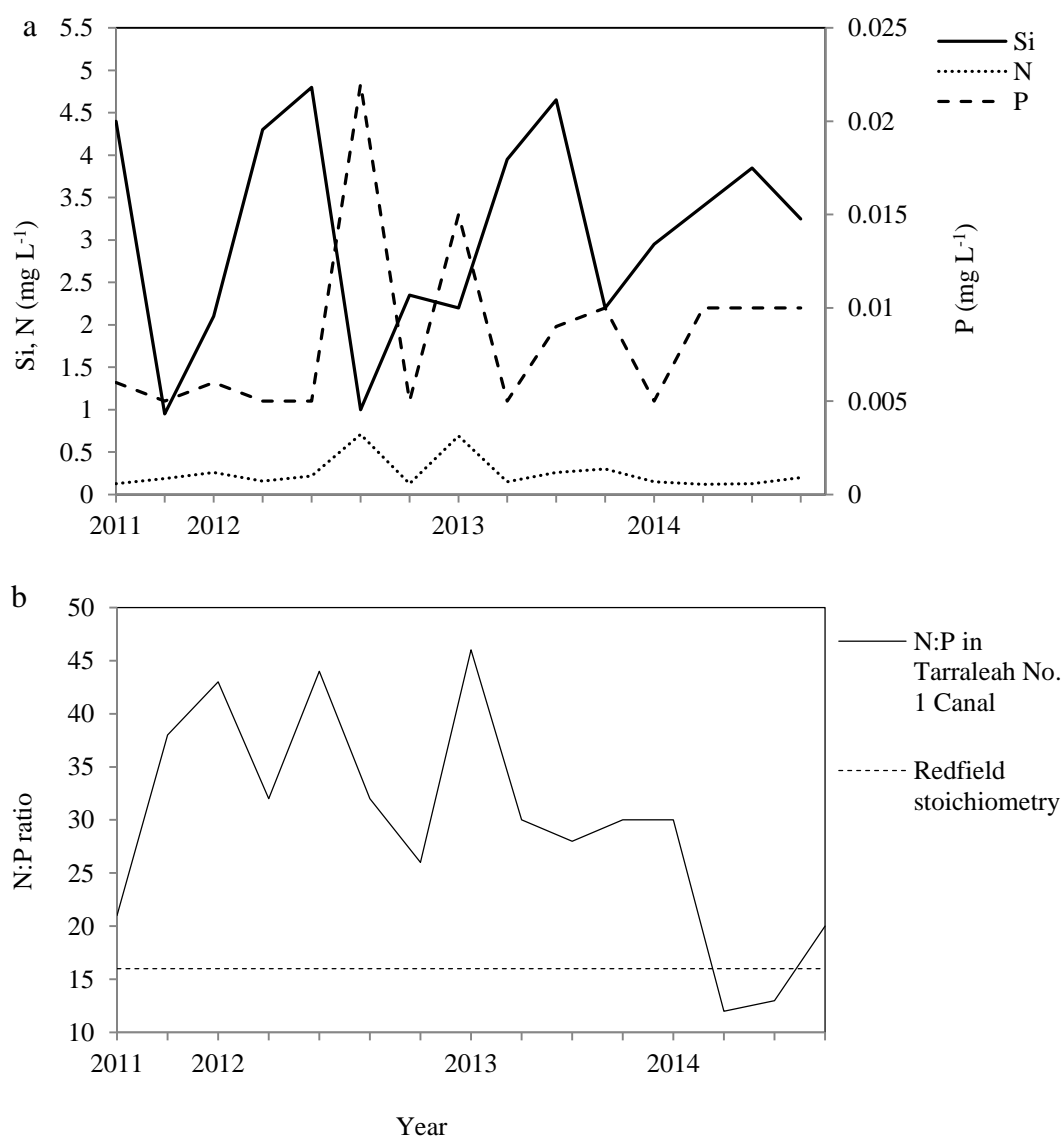 a
5.5
5
4.5
4
3.5
3
2.5
2
1.5
1
0.5
0
Si, N (mg L-1)
0.025
0.02
0.015
0.01
0.005
0
P (mg L-1)
2011
2012
2013
2014
Si
N
P
b
50
45
40
35
30
25
20
15
10
N:P ratio
2011
2012
2013
2014
Year
N:P in
Tarraleah No.
1 Canal
Redfield
stoichiometry